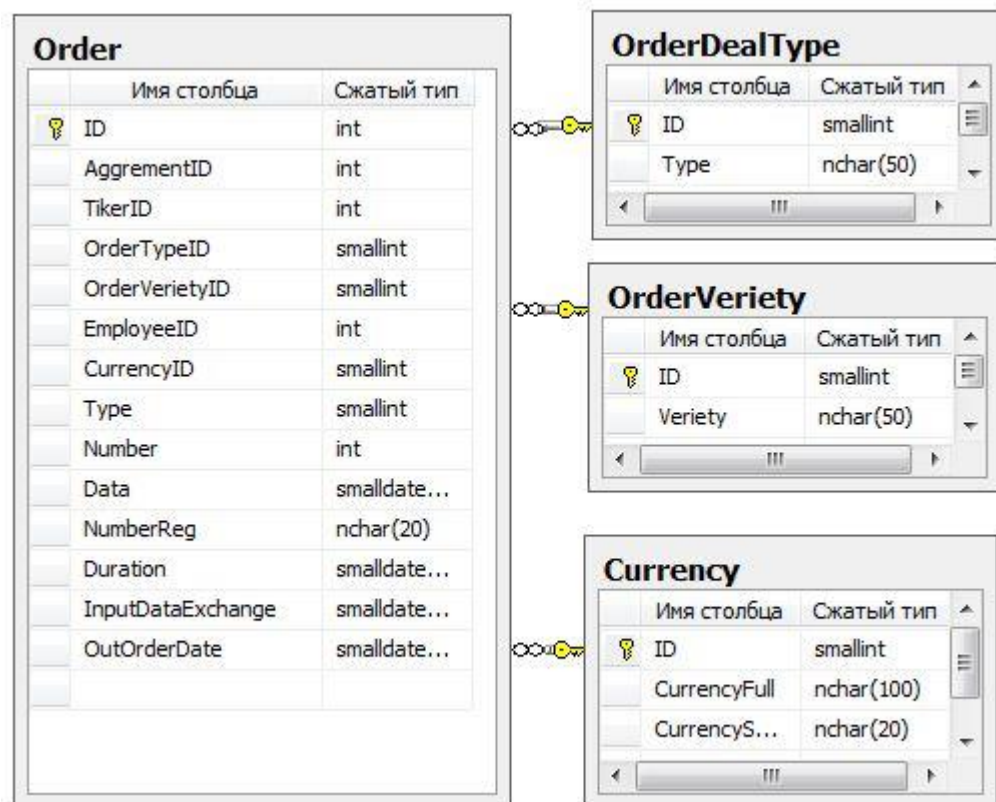 Order
Имя столбца Сжатый тип
ID int
AggrementID int
TikerID int
OrderTypeID smallint
OrderVerietyID smallint
EmployeeID int
CurrencyID smallint
Type smallint
Number int
Data smalldate...
NumberReg nchar(20)
Duration smalldate...
InputDataExchange smalldate...
OutOrderDate smalldate...
OrderDealType
Имя столбца Сжатый тип
ID smallint
Type nchar(50)
OrderVeriety
Имя столбца Сжатый тип
ID smallint
Veriety nchar(50)
Currency
Имя столбца Сжатый тип
ID smallint
CurrencyFull nchar(100)
CurrencyS... nchar(20)